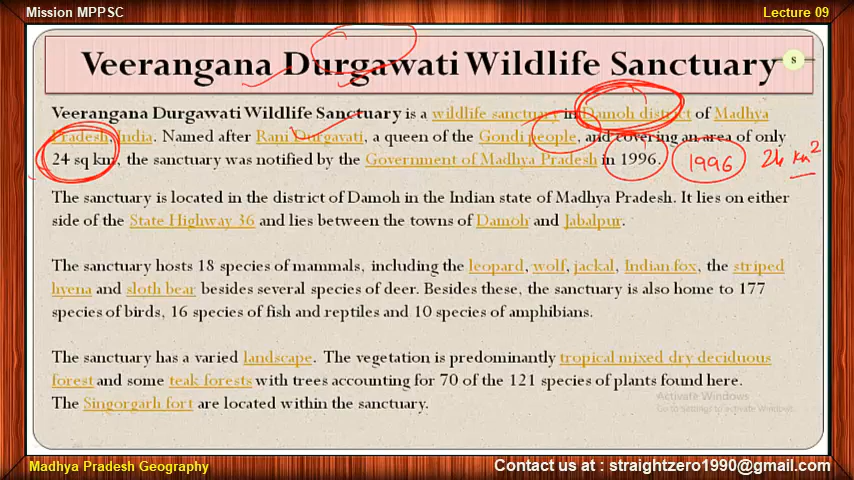 Mission MPPSC
Lecture 09
Veerangana Durgawati Wildlife Sanctuary
8
Veerangana Durgawati Wildlife Sanctuary is a wildlife sanctuary in Damoh district of Madhya
Pradesh, India. Named after Rani Durgavati, a queen of the Gondi people, and covering an area of only
24 sq km, the sanctuary was notified by the Government of Madhya Pradesh in 1996.
1996 24 km²
The sanctuary is located in the district of Damoh in the Indian state of Madhya Pradesh. It lies on either
side of the State Highway 36 and lies between the towns of Damoh and Jabalpur.
The sanctuary hosts 18 species of mammals, including the leopard, wolf, jackal, Indian fox, the striped
hyena and sloth bear besides several species of deer. Besides these, the sanctuary is also home to 177
species of birds, 16 species of fish and reptiles and 10 species of amphibians.
The sanctuary has a varied landscape. The vegetation is predominantly tropical mixed dry deciduous
forest and some teak forests with trees accounting for 70 of the 121 species of plants found here.
The Singorgarh fort are located within the sanctuary.
Activate Windows
Go to Settings to activate Windows.
Madhya Pradesh Geography
Contact us at : straightzero1990@gmail.com